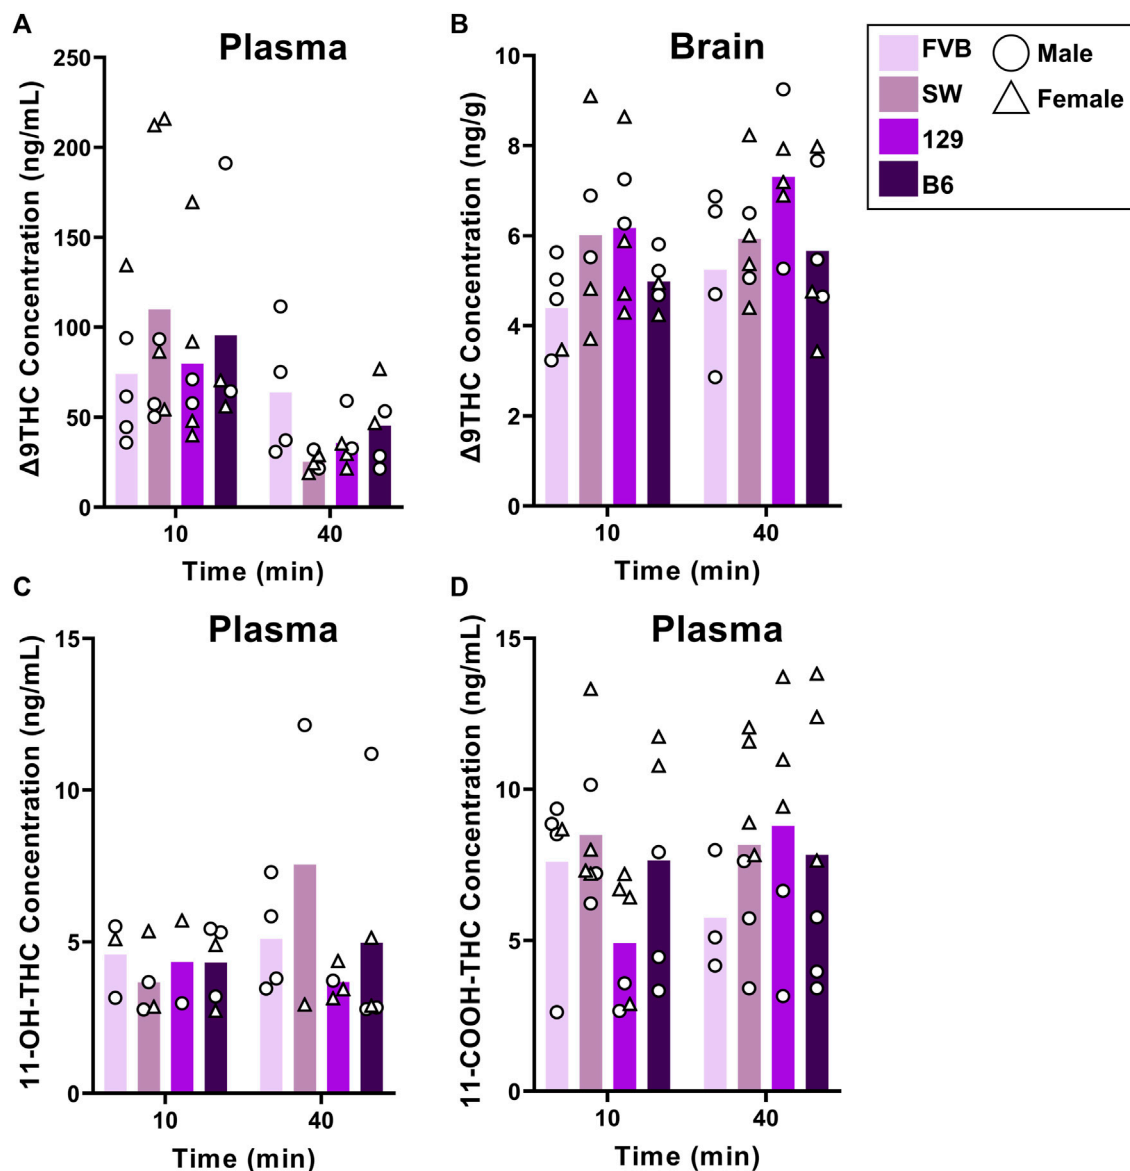 A
Plasma
Δ9THC Concentration (ng/mL)
250
200
150
100
50
0
10
40
Time (min)
B
Brain
Δ9THC Concentration (ng/g)
10
8
6
4
2
0
10
40
Time (min)
FVB
SW
129
B6
Male
Female
C
Plasma
11-OH-THC Concentration (ng/mL)
15
10
5
0
10
40
Time (min)
D
Plasma
11-COOH-THC Concentration (ng/mL)
15
10
5
0
10
40
Time (min)